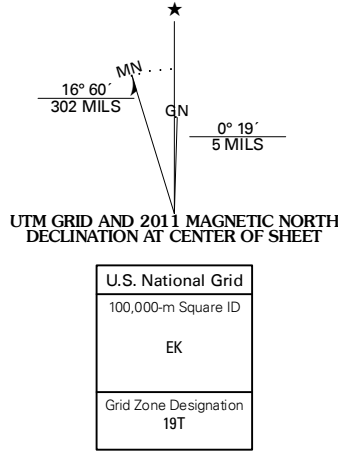 ★
MN
16° 60´
302 MILS
GN
0° 19´
5 MILS
UTM GRID AND 2011 MAGNETIC NORTH
DECLINATION AT CENTER OF SHEET
U.S. National Grid
100,000-m Square ID
EK
Grid Zone Designation
19T